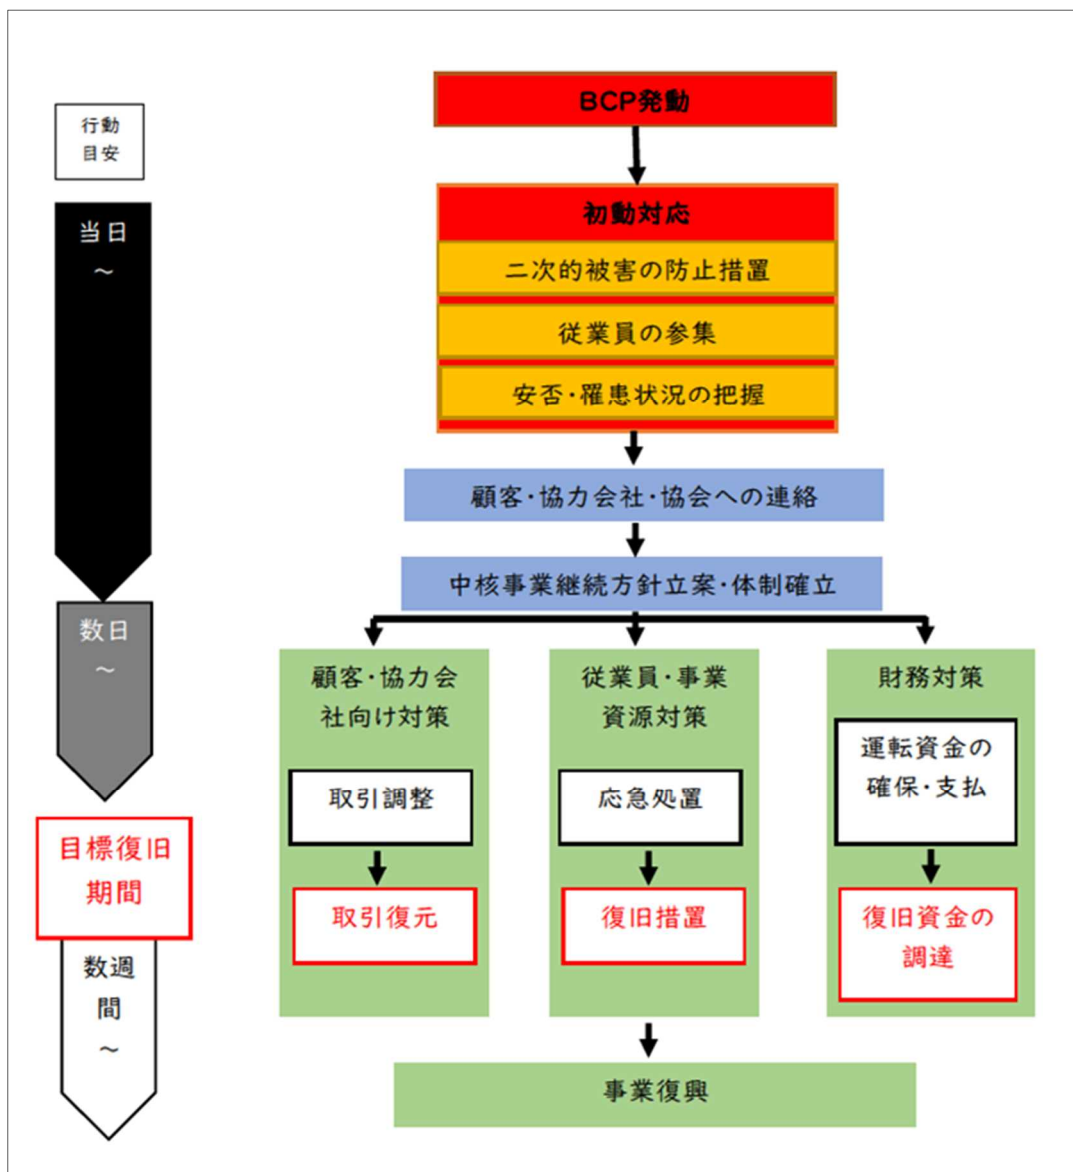 行動
目安
当日
～
数日
～
目標復旧
期間
数週
間
～
BCP発動
初動対応
二次的被害の防止措置
従業員の参集
安否・罹患状況の把握
顧客・協力会社・協会への連絡
中核事業継続方針立案・体制確立
顧客・協力会
社向け対策
取引調整
取引復元
従業員・事業
資源対策
応急処置
復旧措置
財務対策
運転資金の
確保・支払
復旧資金の
調達
事業復興